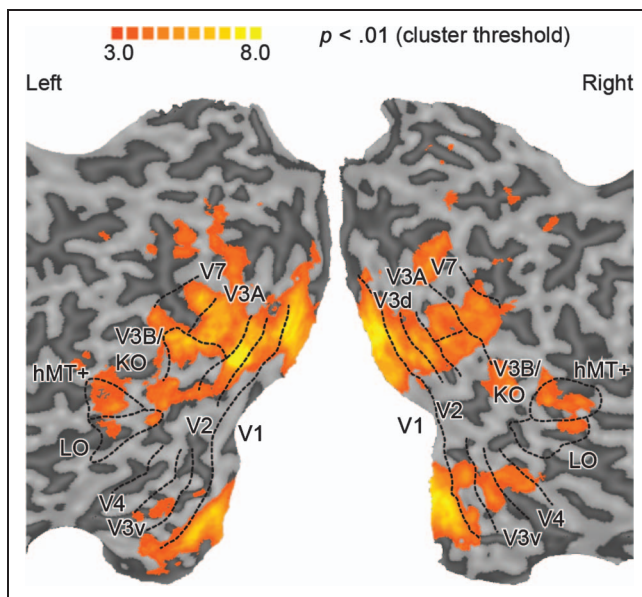 p < .01 (cluster threshold)
3.0 8.0
Left Right
V7
V3A
V3B/
KO
hMT+
LO
V2
V1
V4
V3v
V7
V3A
V3d
V3B/
KO
hMT+
V2
V1
LO
V4
V3v